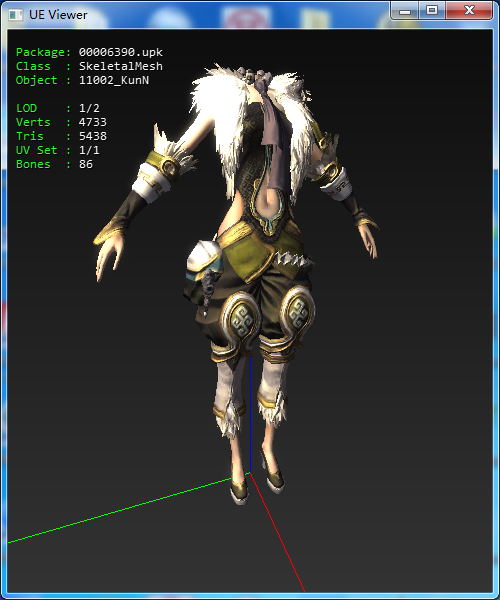 UE Viewer
Package: 00006390.upk
Class  : SkeletalMesh
Object : 11002_KunN
LOD    : 1/2
Verts  : 4733
Tris   : 5438
UV Set : 1/1
Bones  : 86